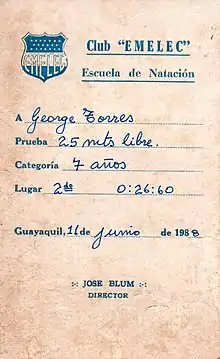 EMELEC
Club "EMELEC"
Escuela de Natación
A George Torres
Prueba 25 mts libre.
Categoría 7 años
Lugar 2do 0:26:60
Guayaquil, 11 de junio de 1988
JOSE BLUM
DIRECTOR